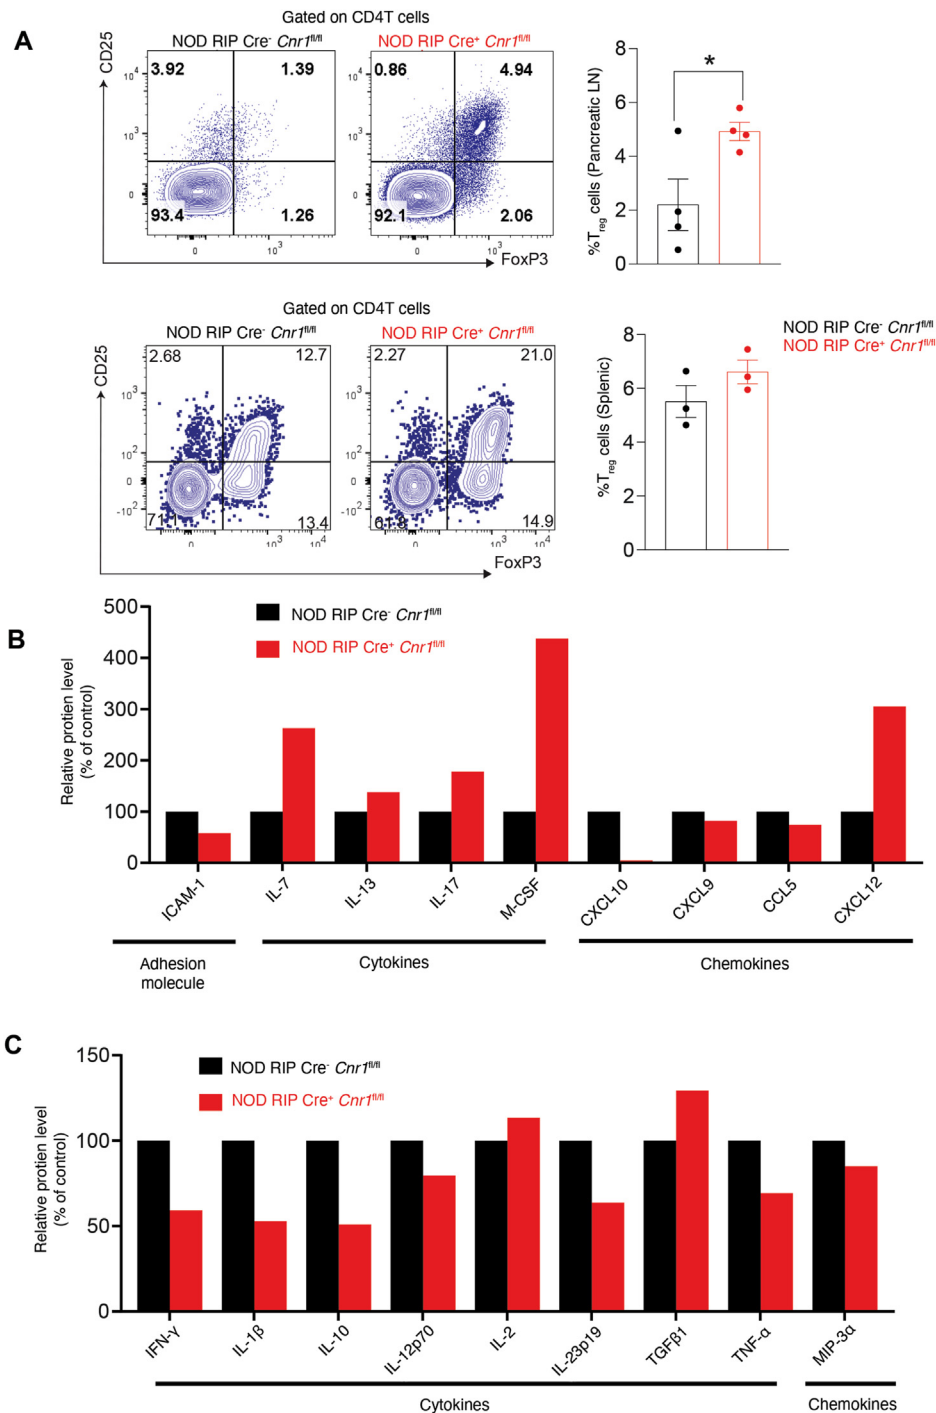 A
Gated on CD4T cells
NOD RIP Cre- Cnr1fl/fl
NOD RIP Cre+ Cnr1fl/fl
CD25
10⁴
10³
0
3.92
1.39
93.4
1.26
0
10³
10⁴
10³
0
0.86
4.94
92.1
2.06
0
10³
FoxP3
%Treg cells (Pancreatic LN)
8
6
4
2
0
*
Gated on CD4T cells
NOD RIP Cre- Cnr1fl/fl
NOD RIP Cre+ Cnr1fl/fl
CD25
10³
10²
0
-10²
2.68
12.7
71.1
13.4
0
10³
10⁴
10³
10²
0
-10²
2.27
21.0
61.8
14.9
0
10³
10⁴
FoxP3
%Treg cells (Splenic)
8
6
4
2
0
NOD RIP Cre- Cnr1fl/fl
NOD RIP Cre+ Cnr1fl/fl
B
Relative protien level
(% of control)
500
400
300
200
100
0
NOD RIP Cre- Cnr1fl/fl
NOD RIP Cre+ Cnr1fl/fl
ICAM-1
IL-7
IL-13
IL-17
M-CSF
CXCL10
CXCL9
CCL5
CXCL12
Adhesion
molecule
Cytokines
Chemokines
C
Relative protien level
(% of control)
150
100
50
0
NOD RIP Cre- Cnr1fl/fl
NOD RIP Cre+ Cnr1fl/fl
IFN-γ
IL-1β
IL-10
IL-12p70
IL-2
IL-23p19
TGFβ1
TNF-α
MIP-3α
Cytokines
Chemokines